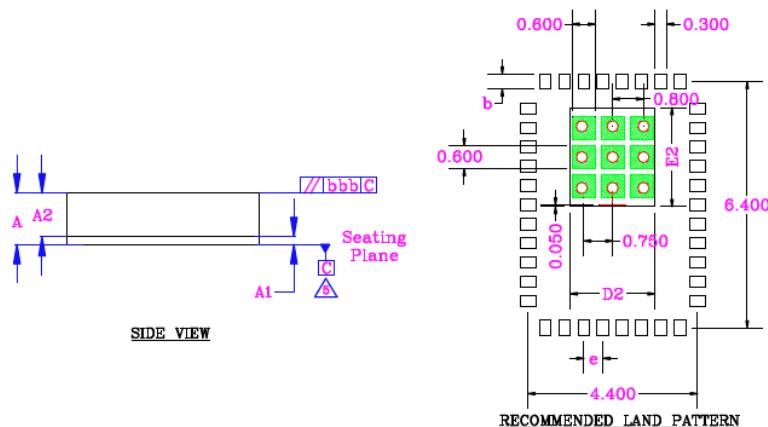 0.600
0.300
b
0.800
0.600
E2
6.400
// bbb C
A
A2
Seating
Plane
0.050
0.750
C
5
A1
D2
SIDE VIEW
e
4.400
RECOMMENDED LAND PATTERN